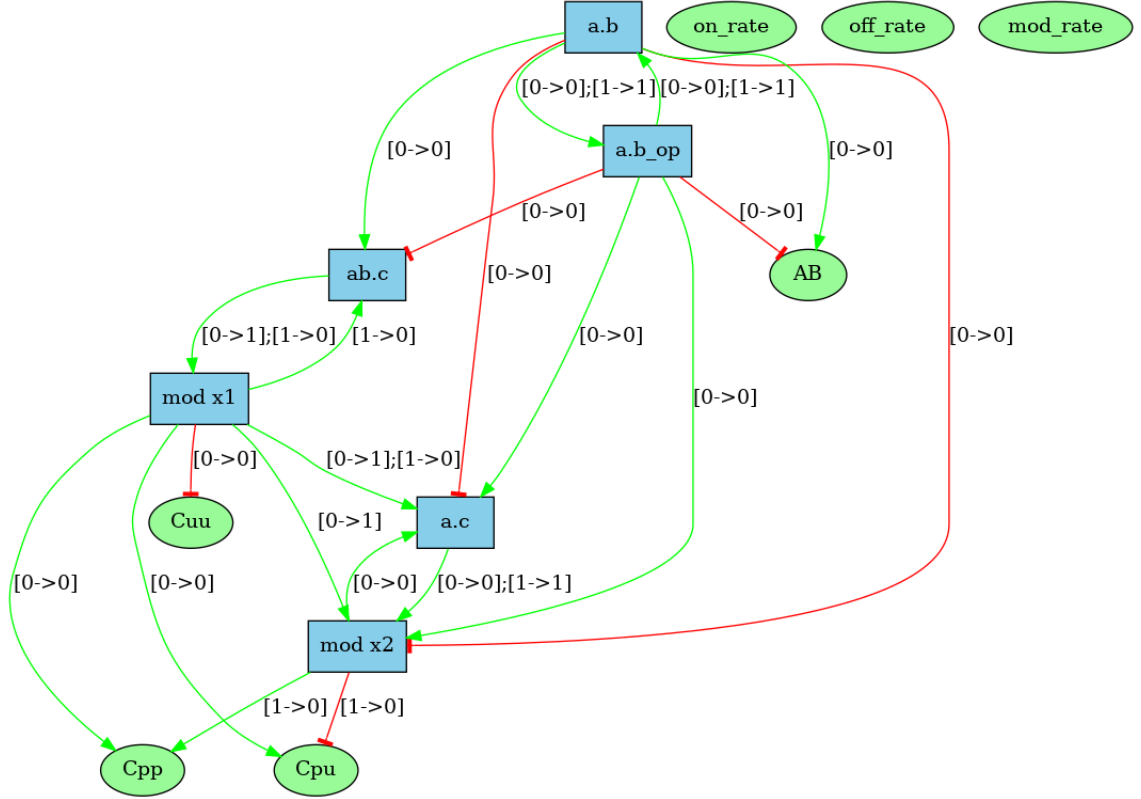 a.b
on_rate
off_rate
mod_rate
[0->0];[1->1]
[0->0];[1->1]
[0->0]
[0->0]
a.b_op
[0->0]
[0->0]
ab.c
[0->0]
AB
[0->1];[1->0]
[1->0]
[0->0]
[0->0]
mod x1
[0->0]
[0->0]
[0->1];[1->0]
Cuu
[0->1]
a.c
[0->0]
[0->0]
[0->0]
[0->0];[1->1]
mod x2
[1->0]
[1->0]
Cpp
Cpu